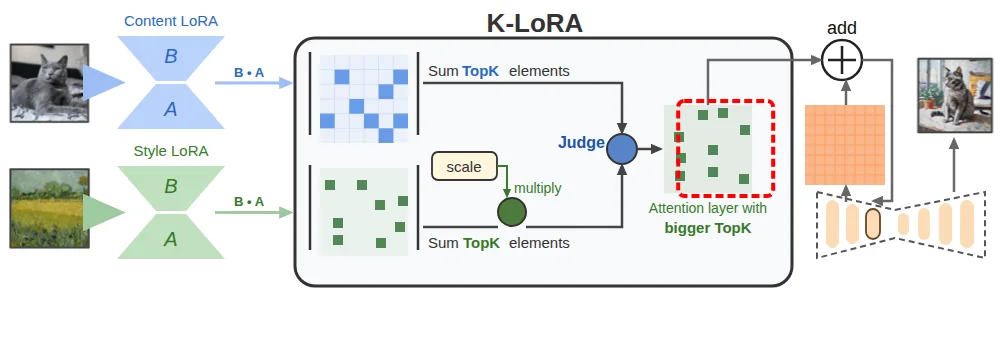 K-LoRA
Content LoRA
B
A
B • A
Style LoRA
B
A
B • A
Sum TopK elements
scale
multiply
Sum TopK elements
Judge
Attention layer with
bigger TopK
add